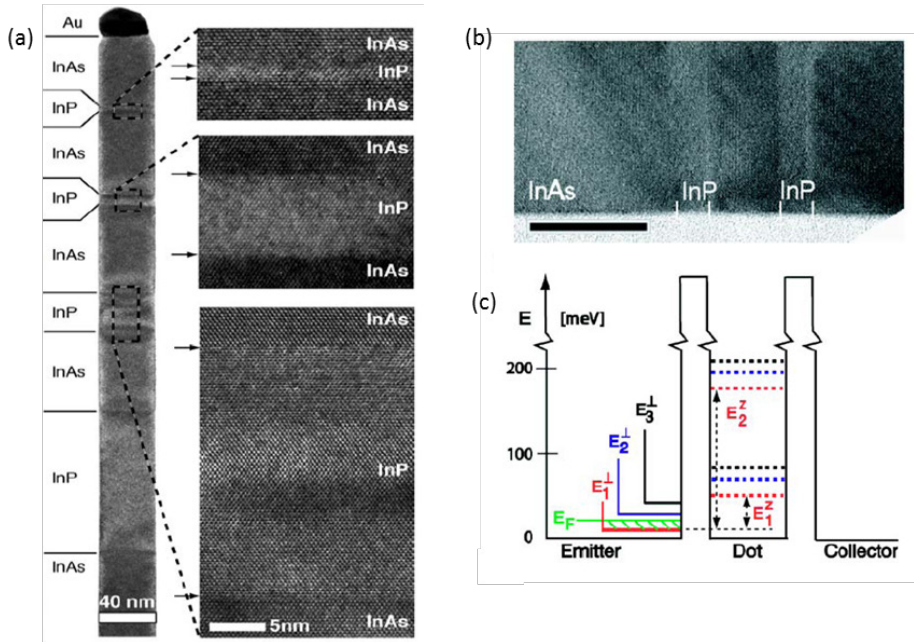 (a)
Au
InAs
InP
InAs
InP
InAs
InP
InAs
InP
InAs
40 nm
InAs
InP
InAs
InAs
InP
InAs
InAs
InP
InAs
5nm
(b)
InAs
InP
InP
(c)
E [meV]
200
100
0
E₃⊥
E₂⊥
E₁⊥
E_F
E₂ᶻ
E₁ᶻ
Emitter
Dot
Collector